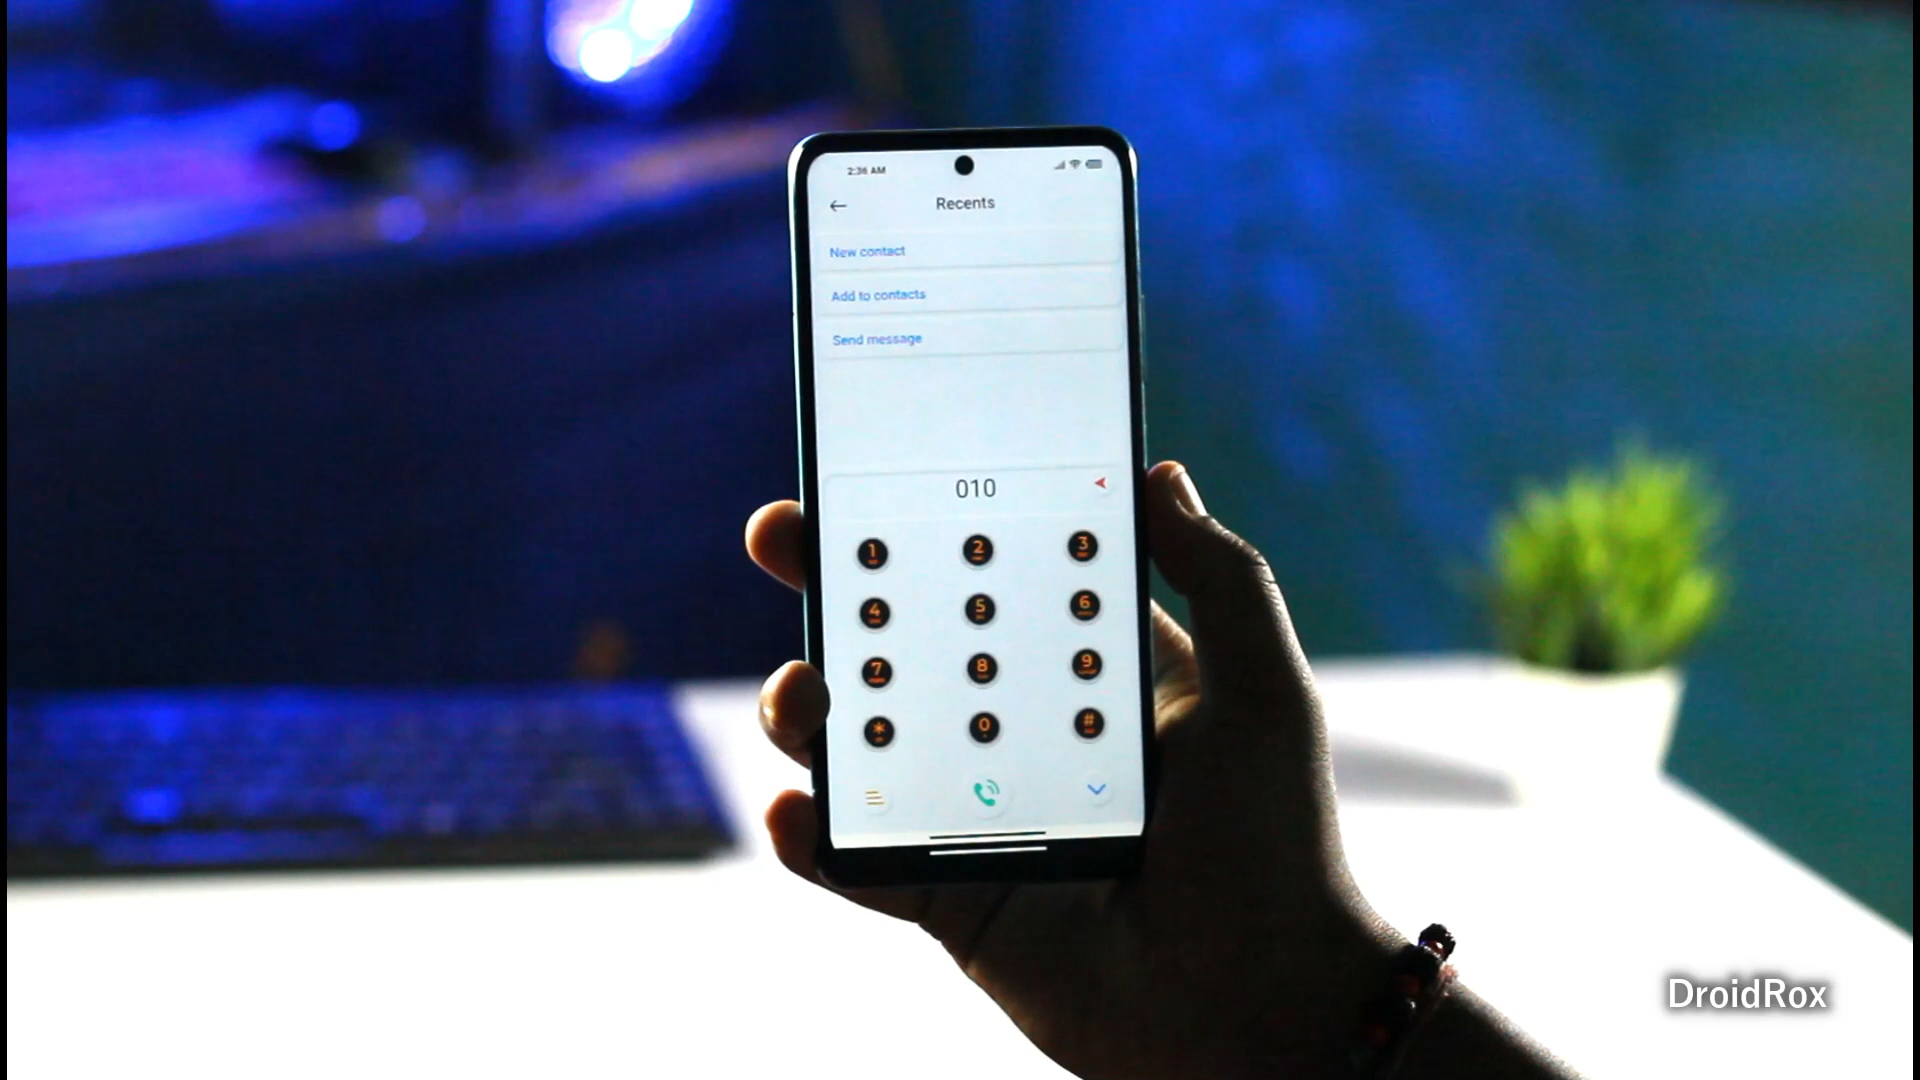 2:36 AM
Recents
New contact
Add to contacts
Send message
010
1 2 3
4 5 6
7 8 9
* 0 #
DroidRox